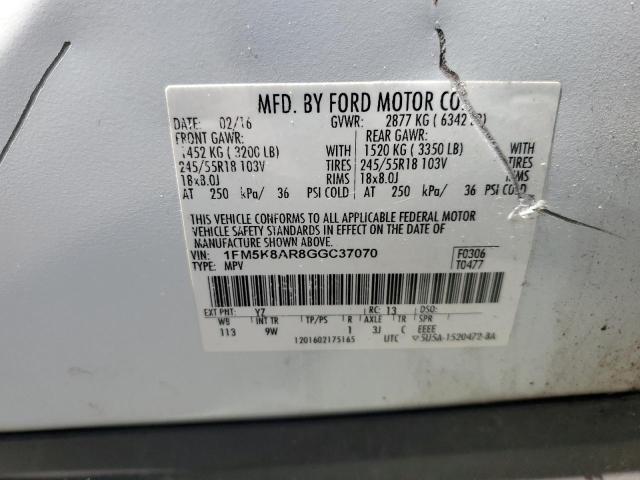 MFD. BY FORD MOTOR CO.
DATE: 02/16 GVWR: 2877 KG ( 6342 LB)
FRONT GAWR: REAR GAWR:
1452 KG ( 3200 LB) WITH 1520 KG ( 3350 LB) WITH
245/55R18 103V TIRES 245/55R18 103V TIRES
18x8.0J RIMS 18x8.0J RIMS
AT 250 kPa/ 36 PSI COLD AT 250 kPa/ 36 PSI COLD
THIS VEHICLE CONFORMS TO ALL APPLICABLE FEDERAL MOTOR
VEHICLE SAFETY STANDARDS IN EFFECT ON THE DATE OF
MANUFACTURE SHOWN ABOVE.
VIN: 1FM5K8AR8GGC37070 F0306
TYPE: MPV T0477
EXT PNT: YZ RC: 13 DSO:
WB INT TR TP/PS R AXLE TR SPR
113 9W 1 3J C EEEE
1201602175165 UTC ▽5USA-1520472-BA